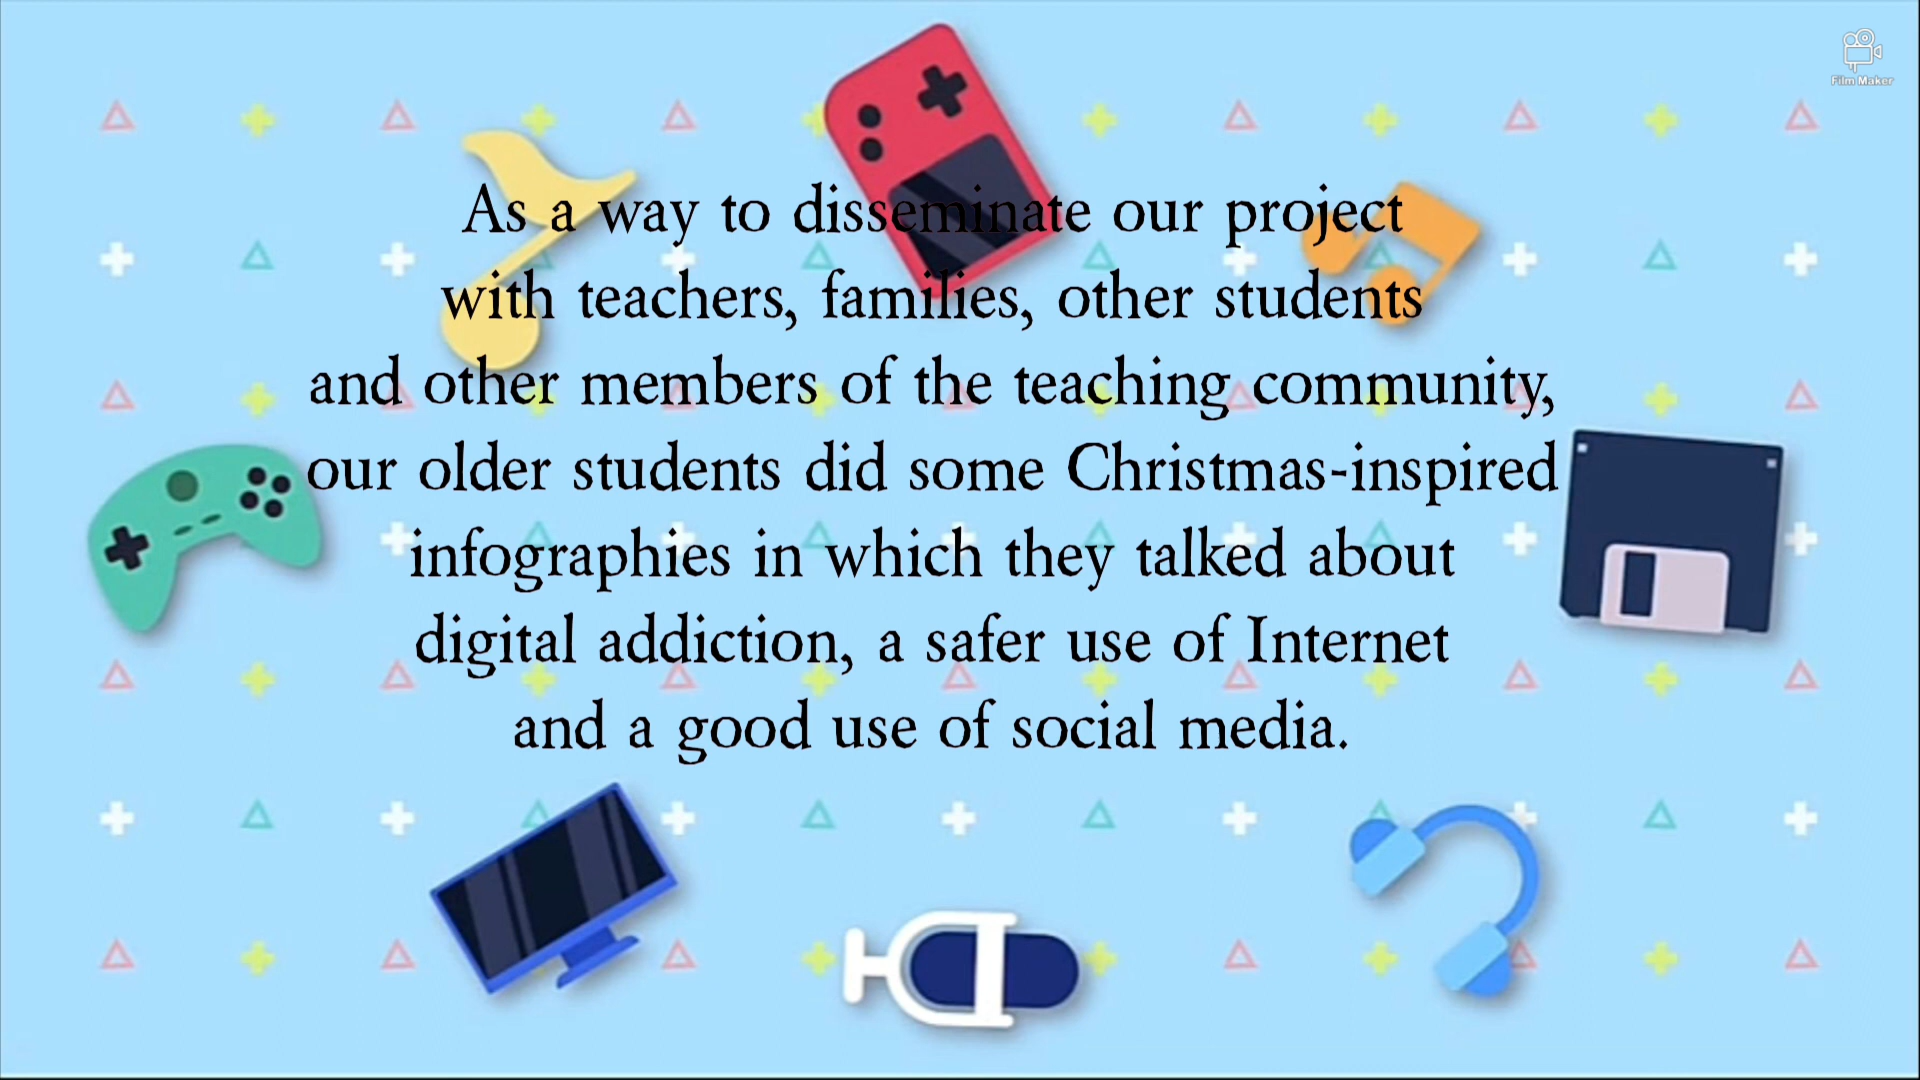 Film Maker
As a way to disseminate our project
with teachers, families, other students
and other members of the teaching community,
our older students did some Christmas-inspired
infographies in which they talked about
digital addiction, a safer use of Internet
and a good use of social media.